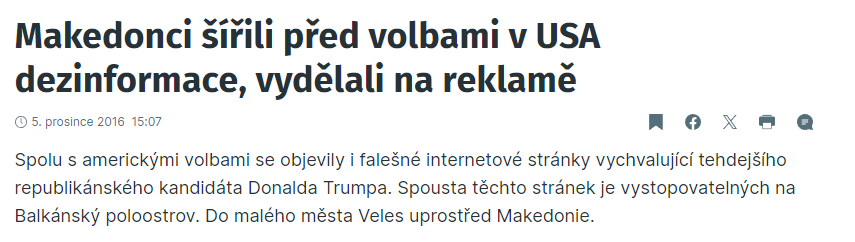 Makedonci šířili před volbami v USA
dezinformace, vydělali na reklamě
5. prosince 2016 15:07
Spolu s americkými volbami se objevily i falešné internetové stránky vychvalující tehdejšího
republikánského kandidáta Donalda Trumpa. Spousta těchto stránek je vystopovatelných na
Balkánský poloostrov. Do malého města Veles uprostřed Makedonie.